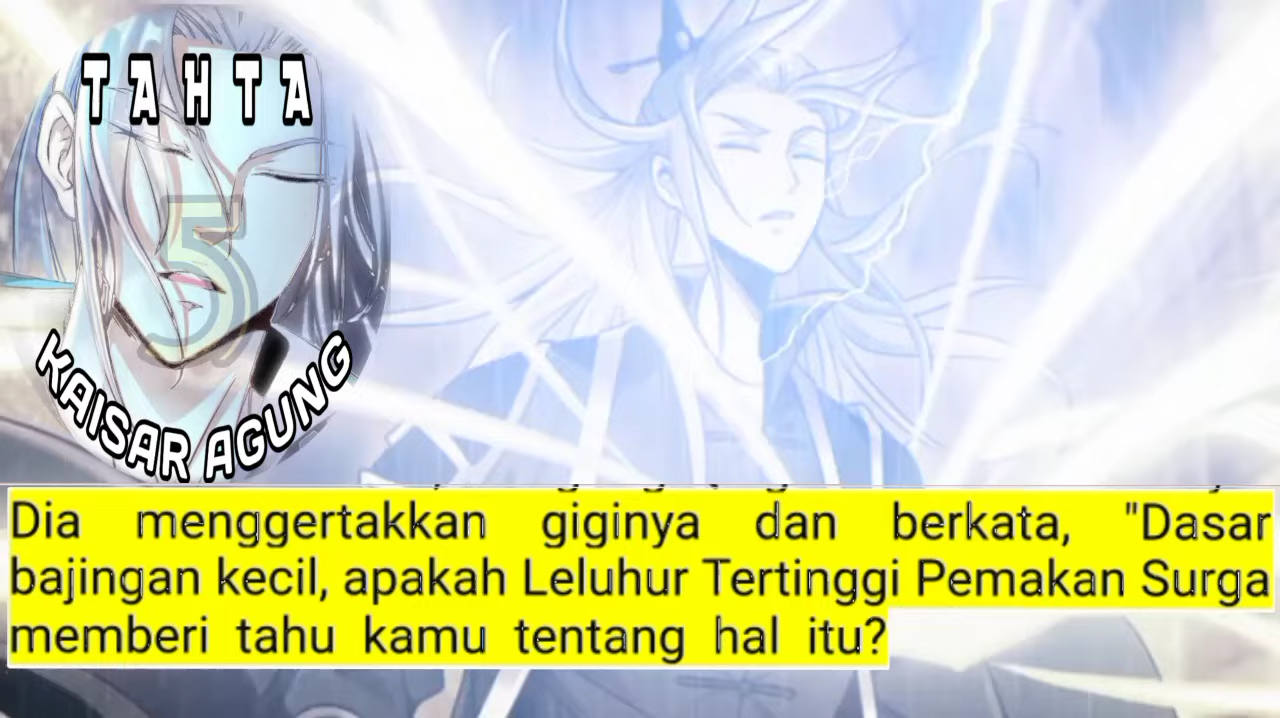 TAHTA
5
KAISAR AGUNG
Dia menggertakkan giginya dan berkata, "Dasar
bajingan kecil, apakah Leluhur Tertinggi Pemakan Surga
memberi tahu kamu tentang hal itu?